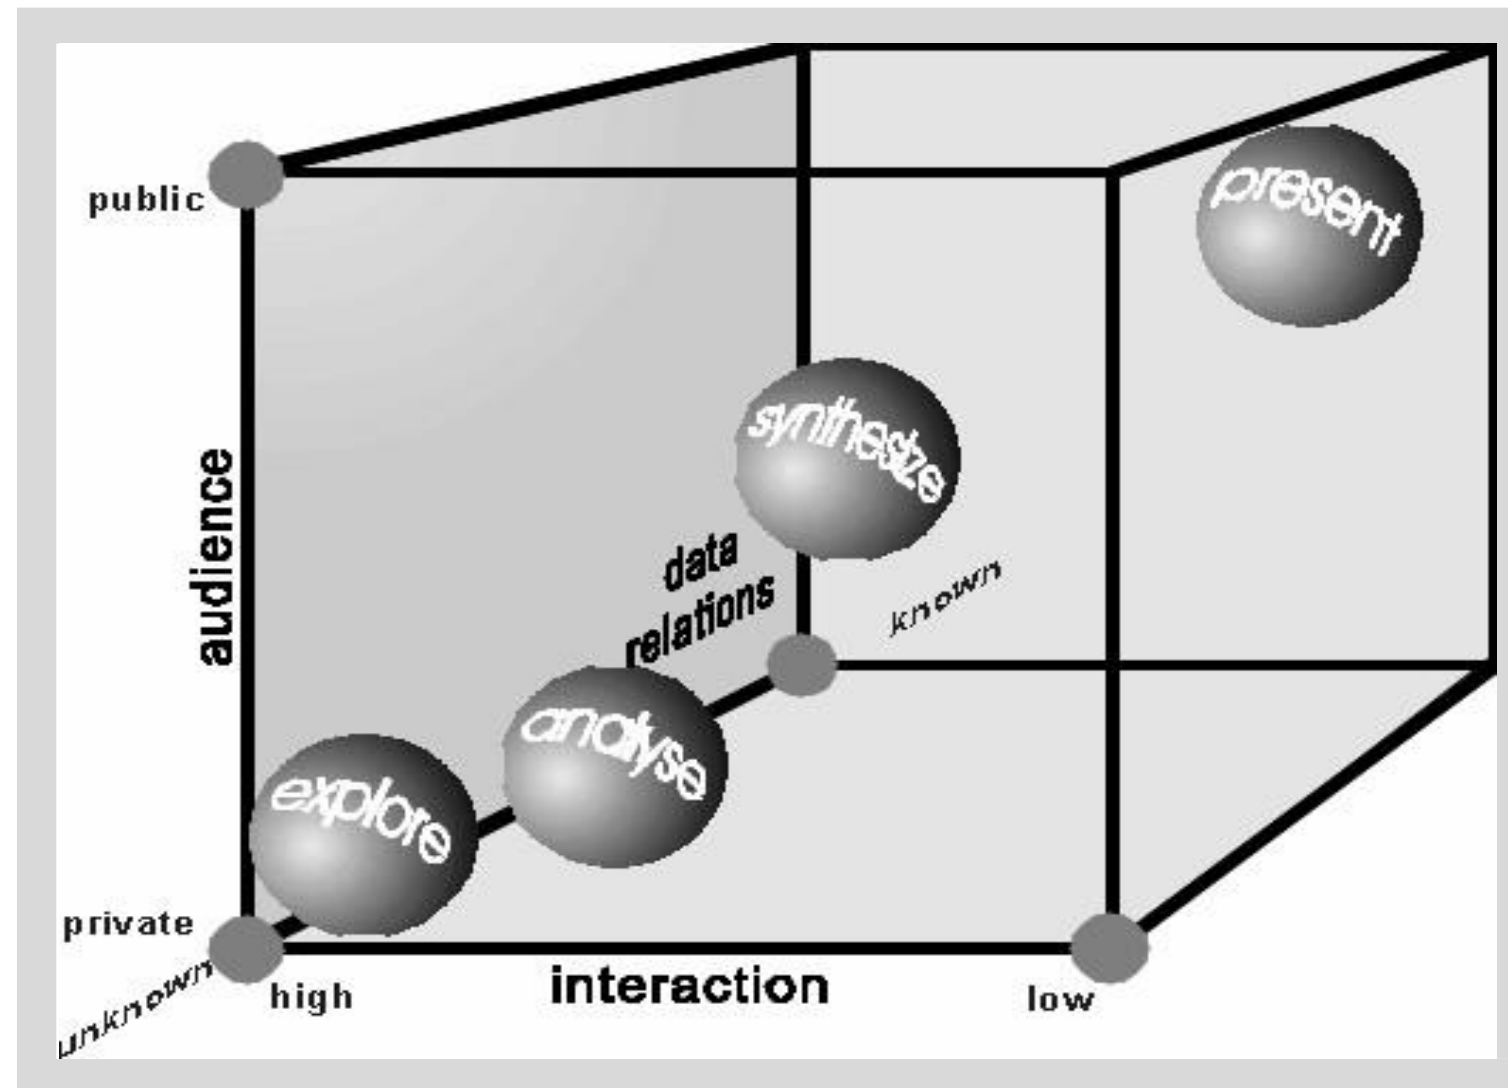 public
present
synthesize
audience
data
relations
known
analyse
explore
private
unknown
high
interaction
low